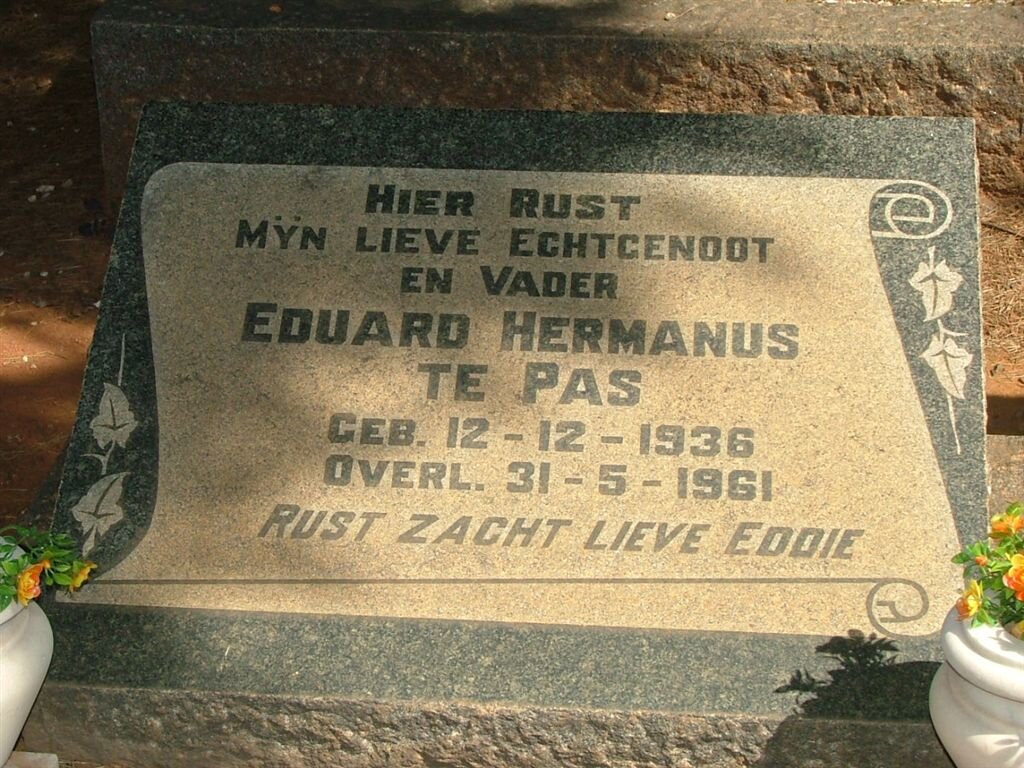 HIER RUST
MŸN LIEVE ECHTGENOOT
EN VADER
EDUARD HERMANUS
TE PAS
GEB. 12-12-1936
OVERL. 31-5-1961
RUST ZACHT LIEVE EDDIE